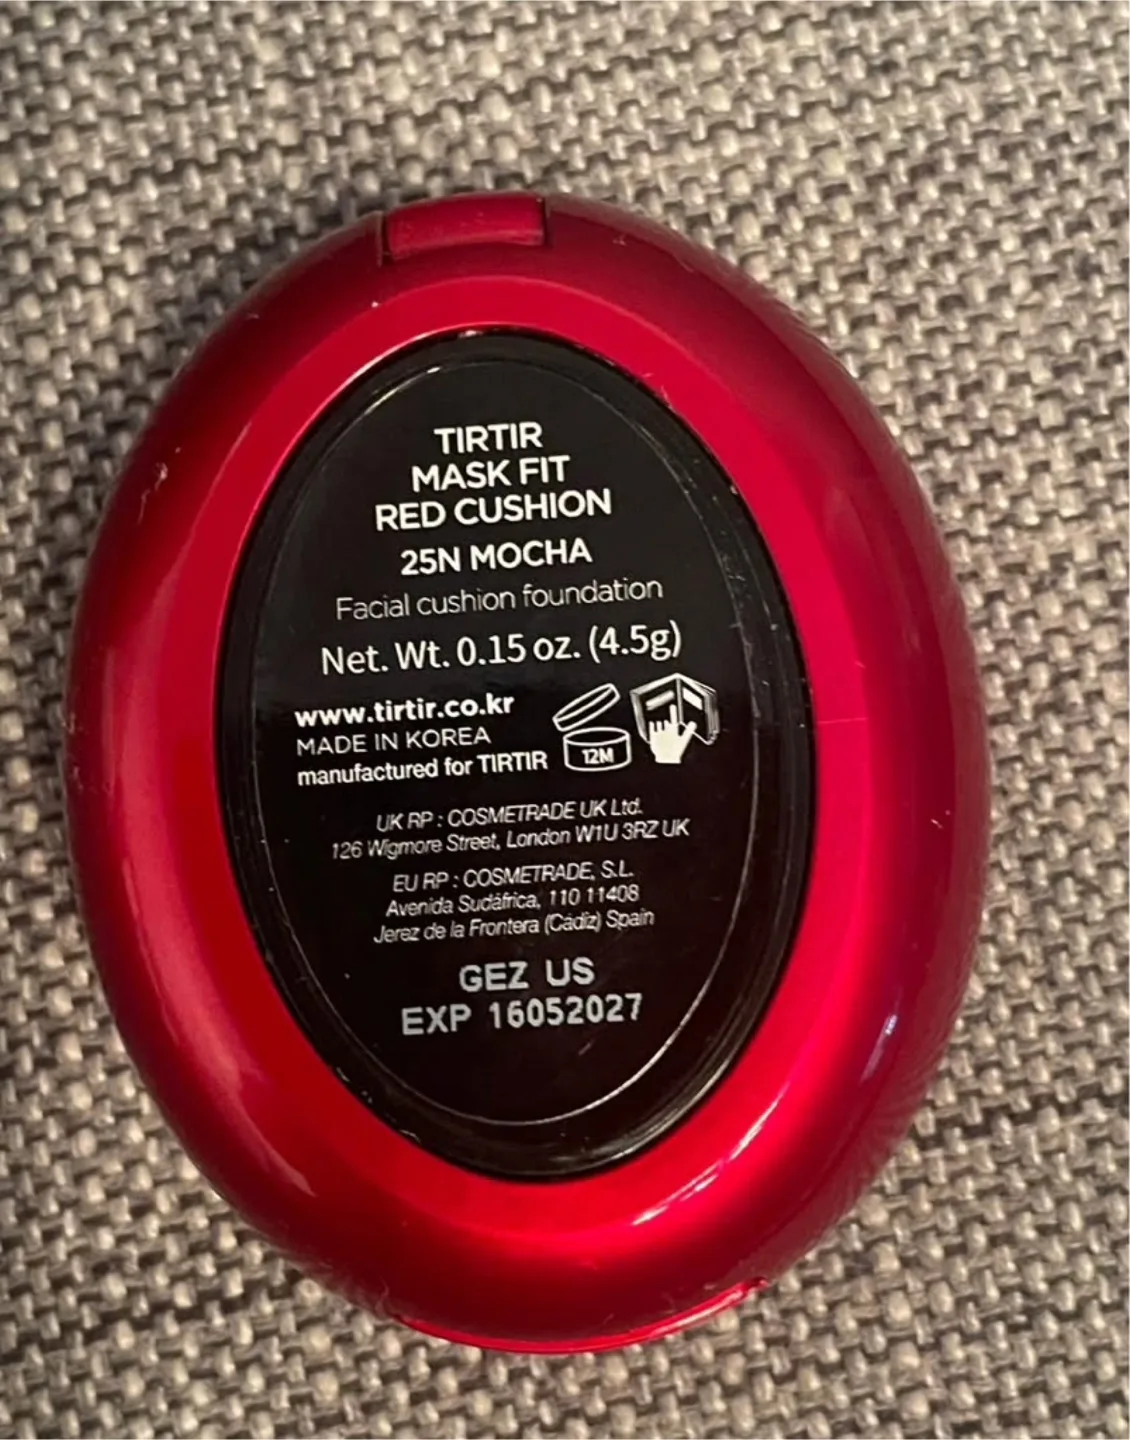 TIRTIR
MASK FIT
RED CUSHION
25N MOCHA
Facial cushion foundation
Net. Wt. 0.15 oz. (4.5g)
www.tirtir.co.kr
MADE IN KOREA
manufactured for TIRTIR
12M
UK RP : COSMETRADE UK Ltd.
126 Wigmore Street, London W1U 3RZ UK
EU RP : COSMETRADE, S.L.
Avenida Sudáfrica, 110 11408
Jerez de la Frontera (Cádiz) Spain
GEZ US
EXP 16052027